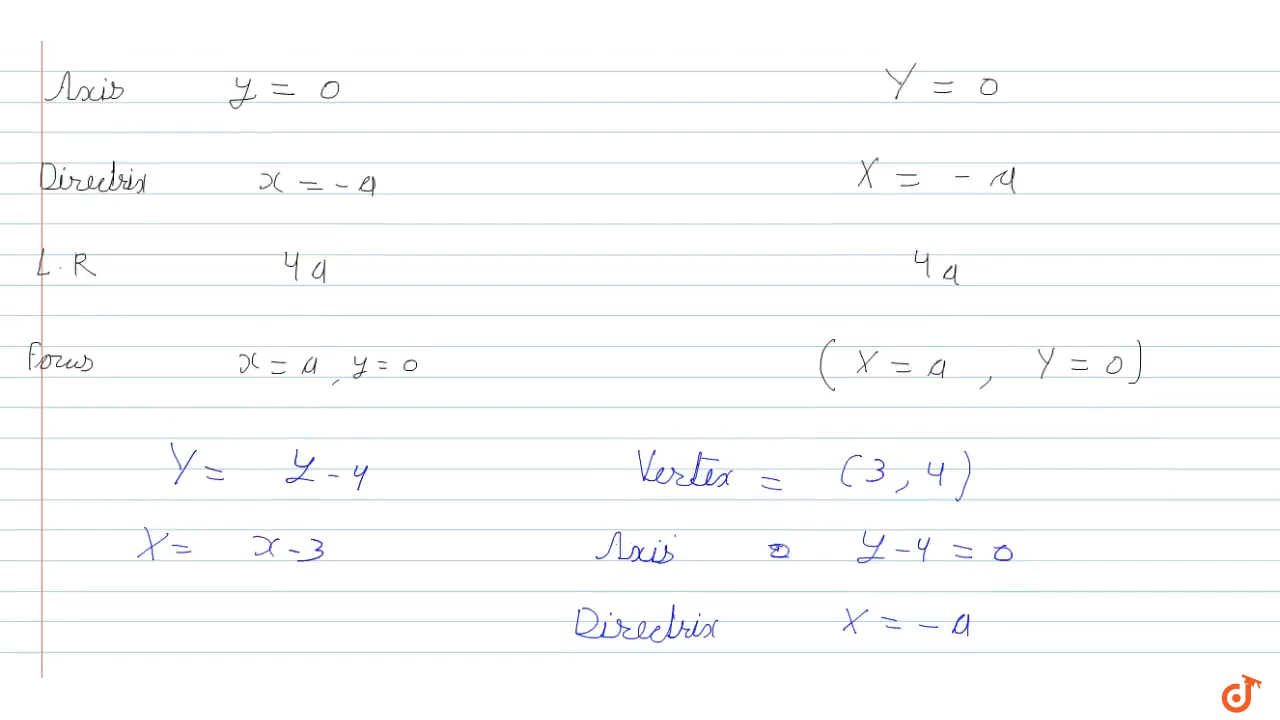 Axis y = 0 Y = 0
Directrix x = -a X = -a
L.R 4a 4a
Focus x = a, y = 0 (X = a, Y = 0)
Y = y - 4 Vertex = (3, 4)
X = x - 3 Axis y - 4 = 0
Directrix X = -a